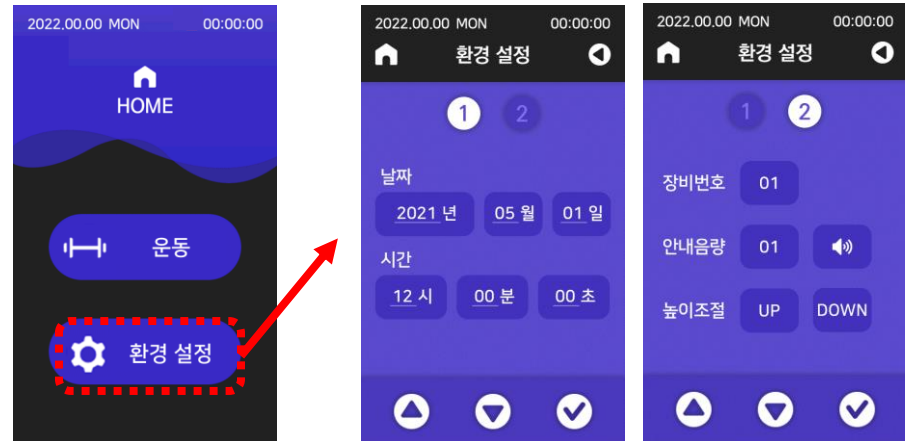 2022.00.00 MON 00:00:00
HOME
운동
환경 설정
2022.00.00 MON 00:00:00
환경 설정
1 2
날짜
2021 년 05 월 01 일
시간
12 시 00 분 00 초
2022.00.00 MON 00:00:00
환경 설정
1 2
장비번호 01
안내음량 01
높이조절 UP DOWN